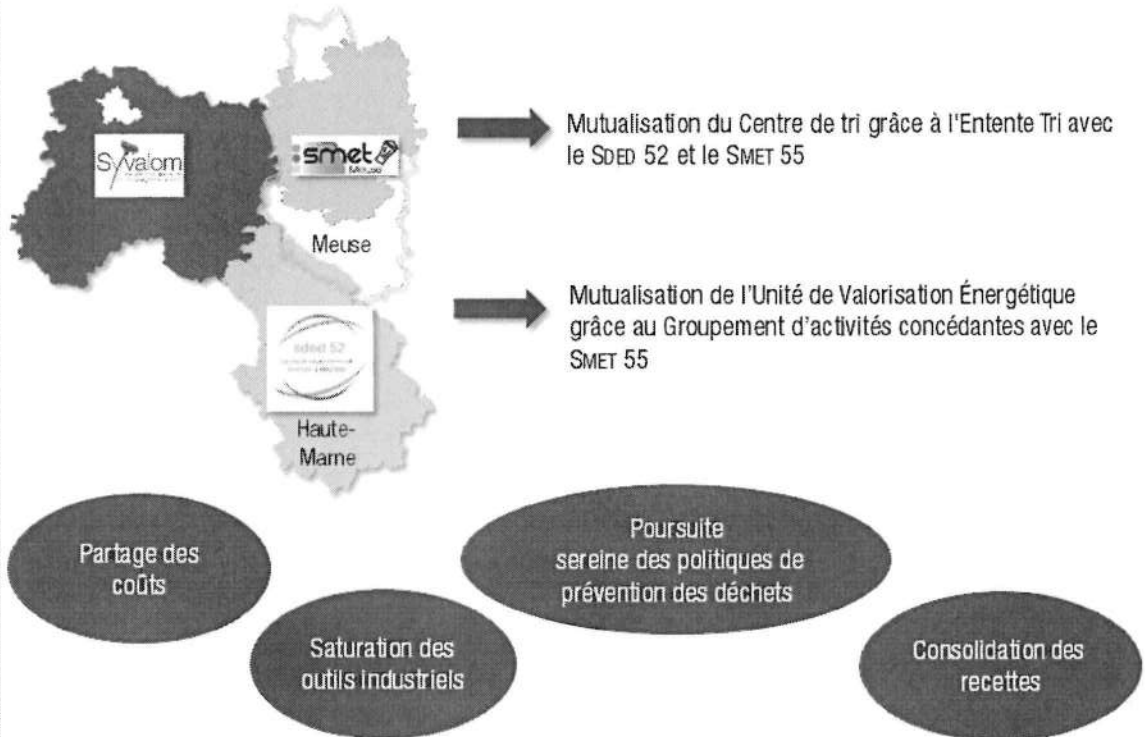 Syvalom
smet
Meuse
Meuse
sded 52
Haute-
Marne
Mutualisation du Centre de tri grâce à l'Entente Tri avec
le SDED 52 et le SMET 55
Mutualisation de l'Unité de Valorisation Énergétique
grâce au Groupement d'activités concédantes avec le
SMET 55
Partage des
coûts
Saturation des
outils industriels
Poursuite
sereine des politiques de
prévention des déchets
Consolidation des
recettes